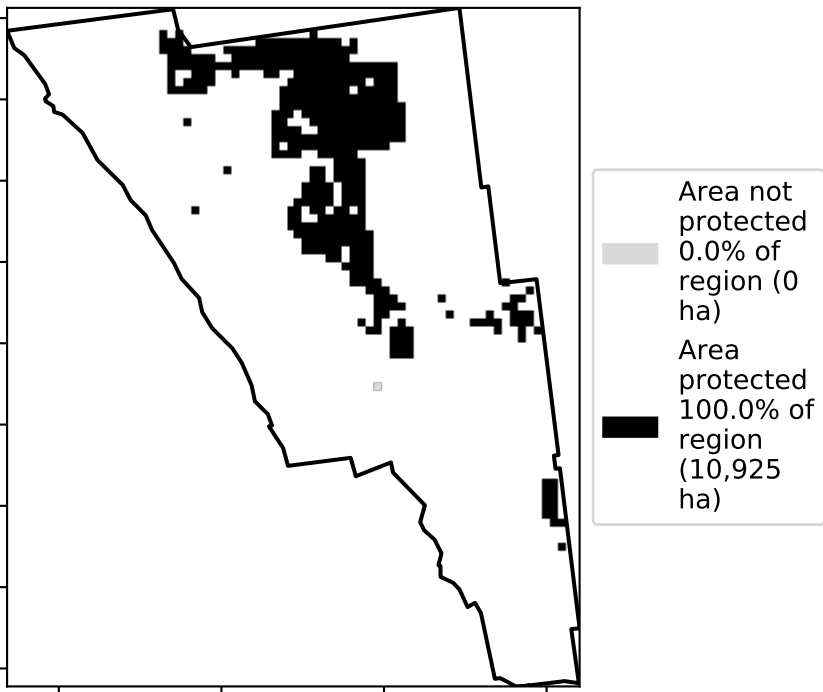 Area not
protected
0.0% of
region (0
ha)
Area
protected
100.0% of
region
(10,925
ha)